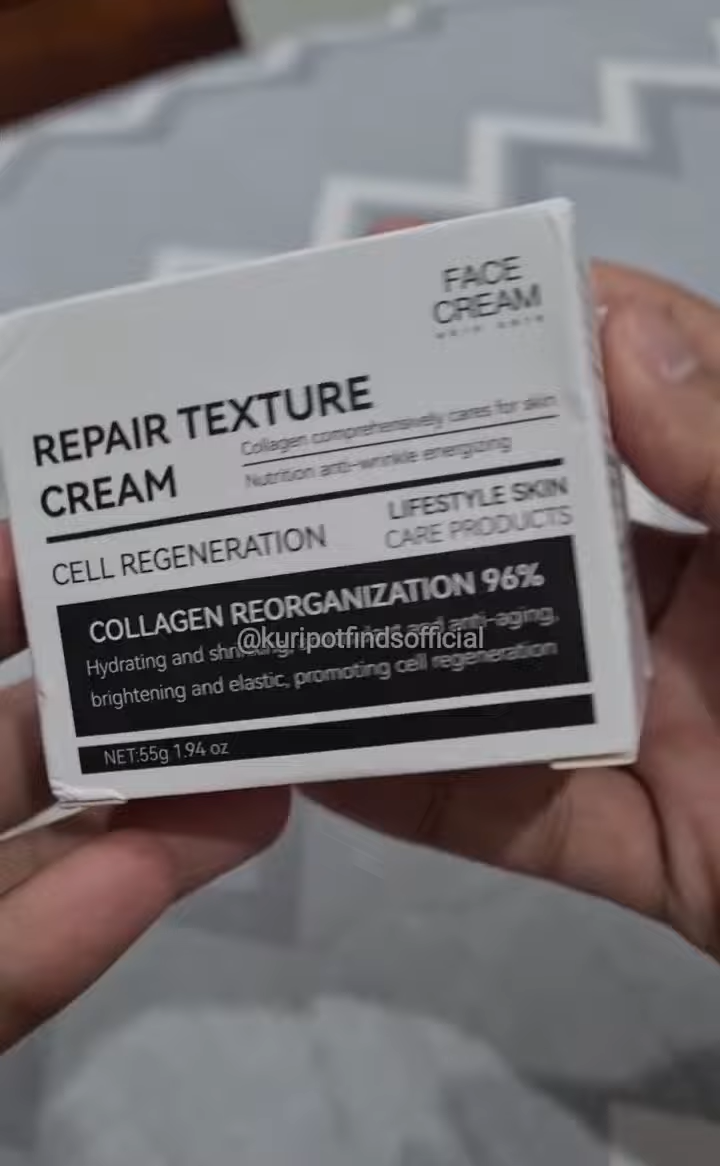 FACE
CREAM
REPAIR TEXTURE
CREAM
Collagen comprehensively cares for skin
Nutrition anti-wrinkle energizing
CELL REGENERATION
LIFESTYLE SKIN
CARE PRODUCTS
COLLAGEN REORGANIZATION 96%
@kuripotfindsofficial
Hydrating and and anti-aging,
brightening and elastic, promoting cell regeneration
NET:55g 1.94 oz